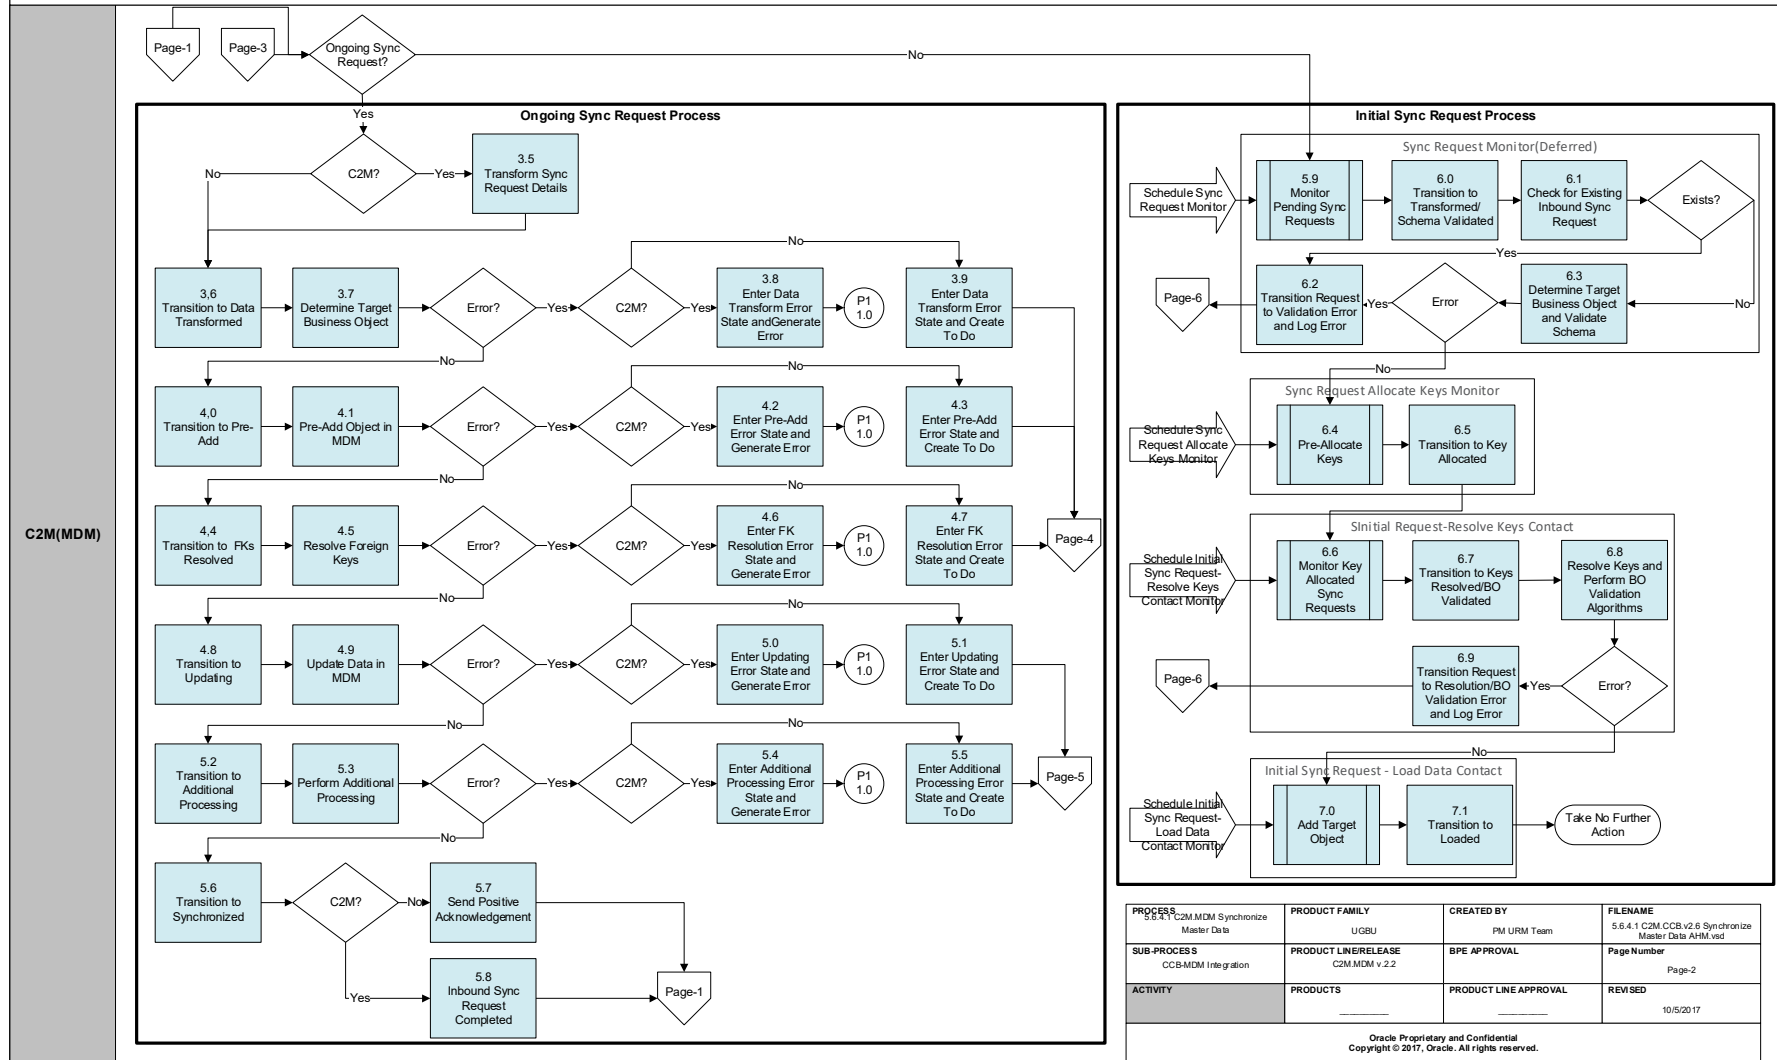 Page-1
Page-3
Ongoing Sync
Request?
No
Yes
Ongoing Sync Request Process
C2M?
No
Yes
3.5
Transform Sync
Request Details
3,6
Transition to Data
Transformed
3.7
Determine Target
Business Object
Error?
Yes
C2M?
No
Yes
3.8
Enter Data
Transform Error
State andGenerate
Error
P1
1.0
3.9
Enter Data
Transform Error
State and Create
To Do
No
4,0
Transition to Pre-
Add
4.1
Pre-Add Object in
MDM
Error?
Yes
C2M?
No
Yes
4.2
Enter Pre-Add
Error State and
Generate Error
P1
1.0
4.3
Enter Pre-Add
Error State and
Create To Do
No
C2M(MDM)
4,4
Transition to FKs
Resolved
4.5
Resolve Foreign
Keys
Error?
Yes
C2M?
No
Yes
4.6
Enter FK
Resolution Error
State and
Generate Error
P1
1.0
4.7
Enter FK
Resolution Error
State and Create
To Do
Page-4
No
4.8
Transition to
Updating
4.9
Update Data in
MDM
Error?
Yes
C2M?
No
Yes
5.0
Enter Updating
Error State and
Generate Error
P1
1.0
5.1
Enter Updating
Error State and
Create To Do
No
5.2
Transition to
Additional
Processing
5.3
Perform Additional
Processing
Error?
Yes
C2M?
No
Yes
5.4
Enter Additional
Processing Error
State and
Generate Error
P1
1.0
5.5
Enter Additional
Processing Error
State and Create
To Do
Page-5
No
5.6
Transition to
Synchronized
C2M?
No
5.7
Send Positive
Acknowledgement
Yes
5.8
Inbound Sync
Request
Completed
Page-1
Initial Sync Request Process
Sync Request Monitor(Deferred)
Schedule Sync
Request Monitor
5.9
Monitor
Pending Sync
Requests
6.0
Transition to
Transformed/
Schema Validated
6.1
Check for Existing
Inbound Sync
Request
Exists?
Yes
No
Page-6
6.2
Transition Request
to Validation Error
and Log Error
Yes
Error
6.3
Determine Target
Business Object
and Validate
Schema
No
Sync Request Allocate Keys Monitor
Schedule Sync
Request Allocate
Keys Monitor
6.4
Pre-Allocate
Keys
6.5
Transition to Key
Allocated
SInitial Request-Resolve Keys Contact
Schedule Initial
Sync Request-
Resolve Keys
Contact Monitor
6.6
Monitor Key
Allocated
Sync
Requests
6.7
Transition to Keys
Resolved/BO
Validated
6.8
Resolve Keys and
Perform BO
Validation
Algorithms
Page-6
6.9
Transition Request
to Resolution/BO
Validation Error
and Log Error
Yes
Error?
No
Initial Sync Request - Load Data Contact
Schedule Initial
Sync Request-
Load Data
Contact Monitor
7.0
Add Target
Object
7.1
Transition to
Loaded
Take No Further
Action
PROCESS
5.6.4.1 C2M.MDM Synchronize
Master Data
PRODUCT FAMILY
UGBU
CREATED BY
PM URM Team
FILENAME
5.6.4.1 C2M.CCB.v2.6 Synchronize
Master Data AHM.vsd
SUB-PROCESS
CCB-MDM Integration
PRODUCT LINE/RELEASE
C2M.MDM v.2.2
BPE APPROVAL
Page Number
Page-2
ACTIVITY
PRODUCTS
PRODUCT LINE APPROVAL
REVISED
10/5/2017
Oracle Proprietary and Confidential
Copyright © 2017, Oracle. All rights reserved.